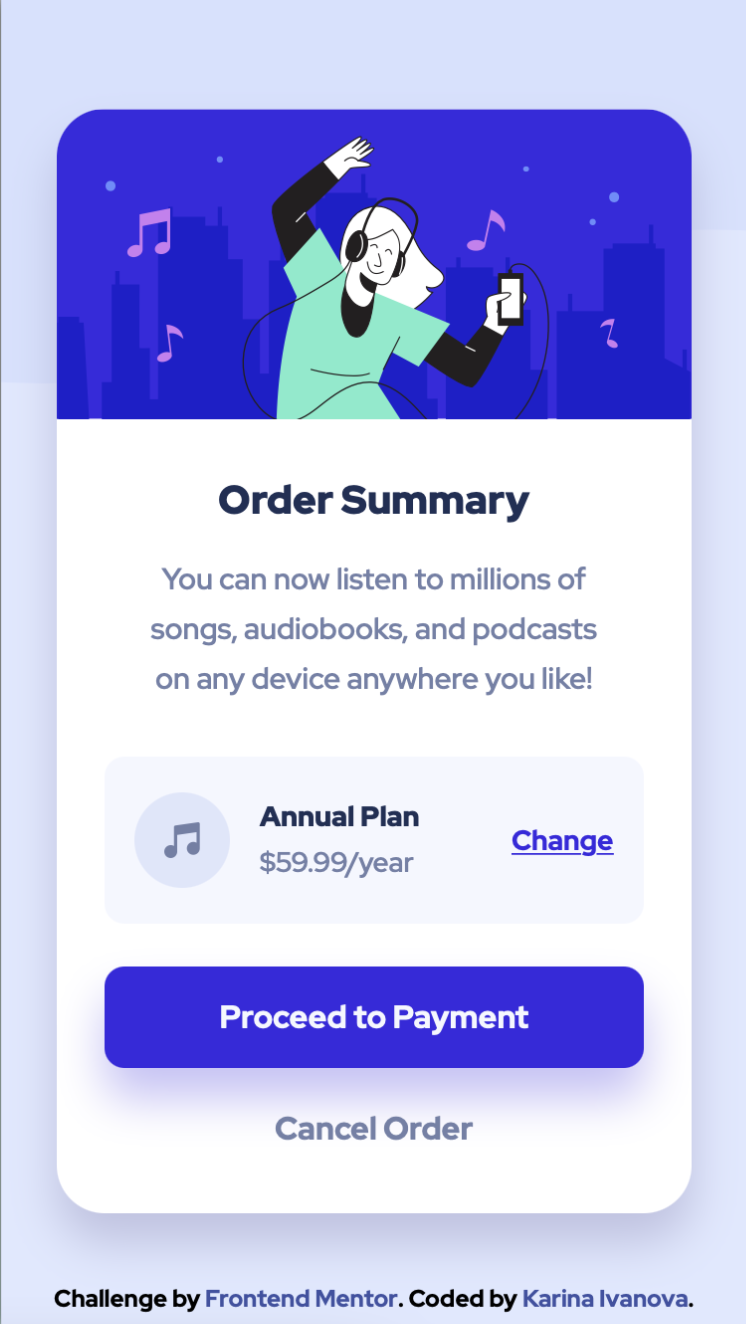 Order Summary
You can now listen to millions of
songs, audiobooks, and podcasts
on any device anywhere you like!
Annual Plan
$59.99/year
Change
Proceed to Payment
Cancel Order
Challenge by Frontend Mentor. Coded by Karina Ivanova.